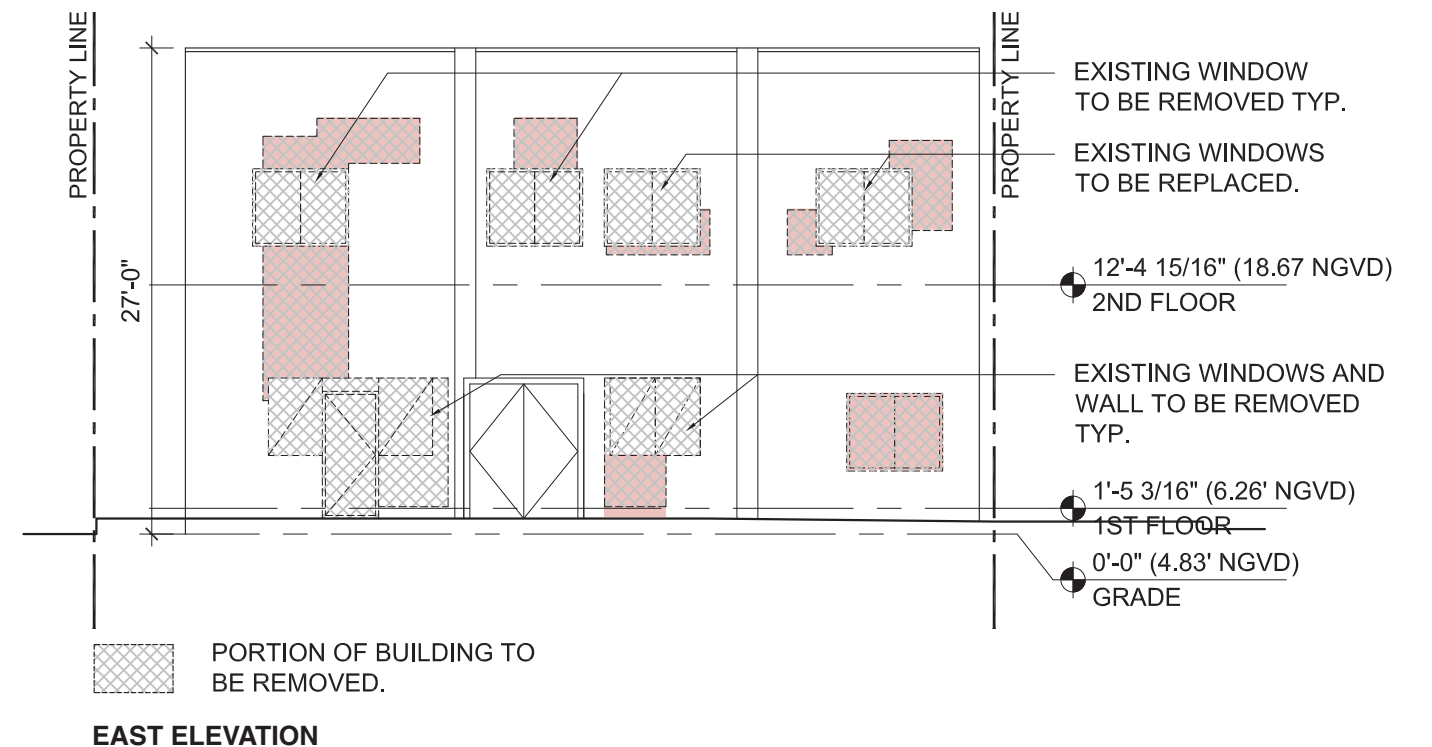 PROPERTY LINE
27'-0"
PROPERTY LINE
EXISTING WINDOW
TO BE REMOVED TYP.
EXISTING WINDOWS
TO BE REPLACED.
12'-4 15/16" (18.67 NGVD)
2ND FLOOR
EXISTING WINDOWS AND
WALL TO BE REMOVED
TYP.
1'-5 3/16" (6.26' NGVD)
1ST FLOOR
0'-0" (4.83' NGVD)
GRADE
PORTION OF BUILDING TO
BE REMOVED.
EAST ELEVATION